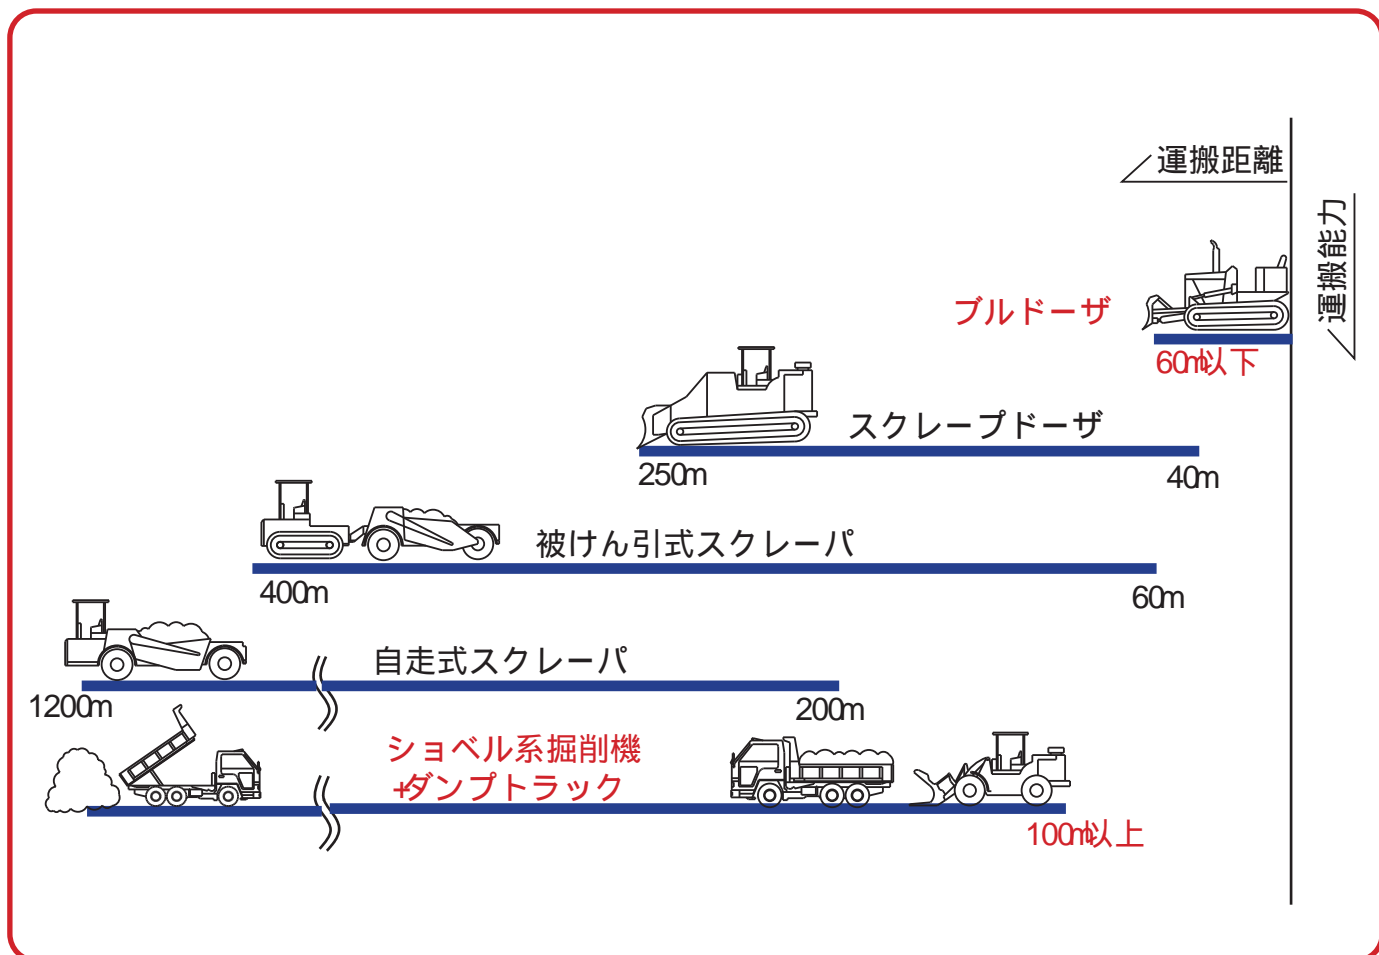 運搬距離
運搬能力
ブルドーザ
60m以下
スクレープドーザ
250m
40m
被けん引式スクレーパ
400m
60m
自走式スクレーパ
1200m
200m
ショベル系掘削機
+ダンプトラック
100m以上